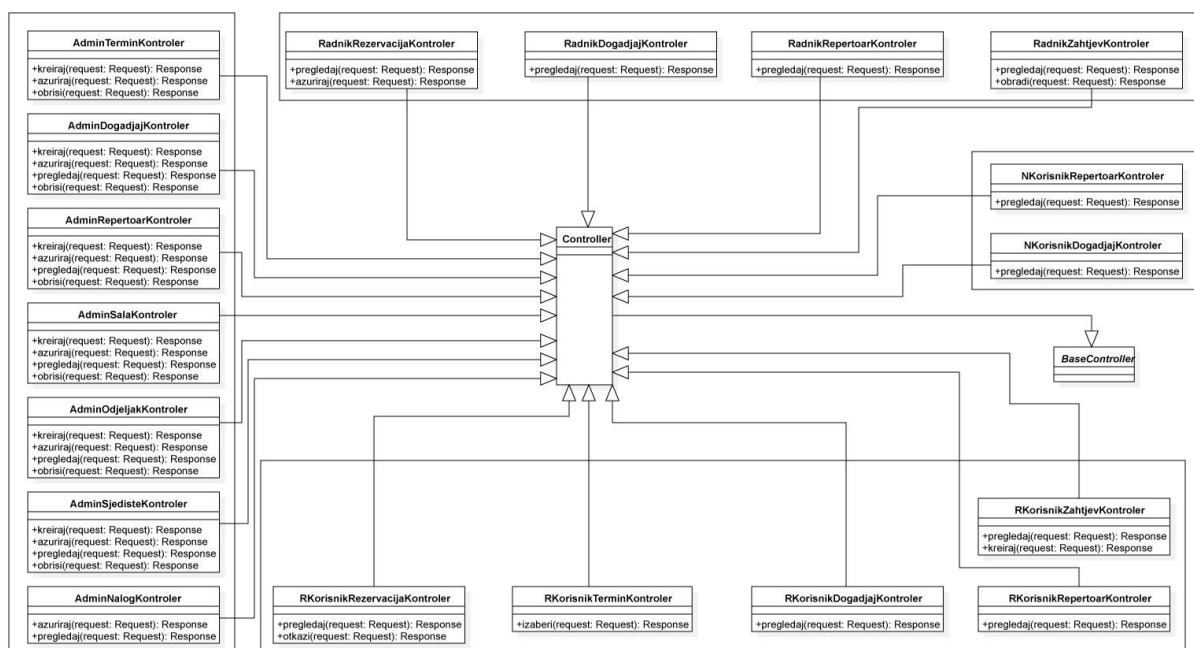 AdminTerminKontroler
+kreiraj(request: Request): Response
+azuriraj(request: Request): Response
+obrisi(request: Request): Response
AdminDogadjajKontroler
+kreiraj(request: Request): Response
+azuriraj(request: Request): Response
+pregledaj(request: Request): Response
+obrisi(request: Request): Response
AdminRepertoarKontroler
+kreiraj(request: Request): Response
+azuriraj(request: Request): Response
+pregledaj(request: Request): Response
+obrisi(request: Request): Response
AdminSalaKontroler
+kreiraj(request: Request): Response
+azuriraj(request: Request): Response
+pregledaj(request: Request): Response
+obrisi(request: Request): Response
AdminOdjeljakKontroler
+kreiraj(request: Request): Response
+azuriraj(request: Request): Response
+pregledaj(request: Request): Response
+obrisi(request: Request): Response
AdminSjedisteKontroler
+kreiraj(request: Request): Response
+azuriraj(request: Request): Response
+pregledaj(request: Request): Response
+obrisi(request: Request): Response
AdminNalogKontroler
+azuriraj(request: Request): Response
+pregledaj(request: Request): Response
RadnikRezervacijaKontroler
+pregledaj(request: Request): Response
+azuriraj(request: Request): Response
RadnikDogadjajKontroler
+pregledaj(request: Request): Response
RadnikRepertoarKontroler
+pregledaj(request: Request): Response
RadnikZahtjevKontroler
+pregledaj(request: Request): Response
+obradi(request: Request): Response
NKorisnikRepertoarKontroler
+pregledaj(request: Request): Response
NKorisnikDogadjajKontroler
+pregledaj(request: Request): Response
Controller
BaseController
RKorisnikZahtjevKontroler
+pregledaj(request: Request): Response
+kreiraj(request: Request): Response
RKorisnikRezervacijaKontroler
+pregledaj(request: Request): Response
+otkazi(request: Request): Response
RKorisnikTerminKontroler
+izaberi(request: Request): Response
RKorisnikDogadjajKontroler
+pregledaj(request: Request): Response
RKorisnikRepertoarKontroler
+pregledaj(request: Request): Response